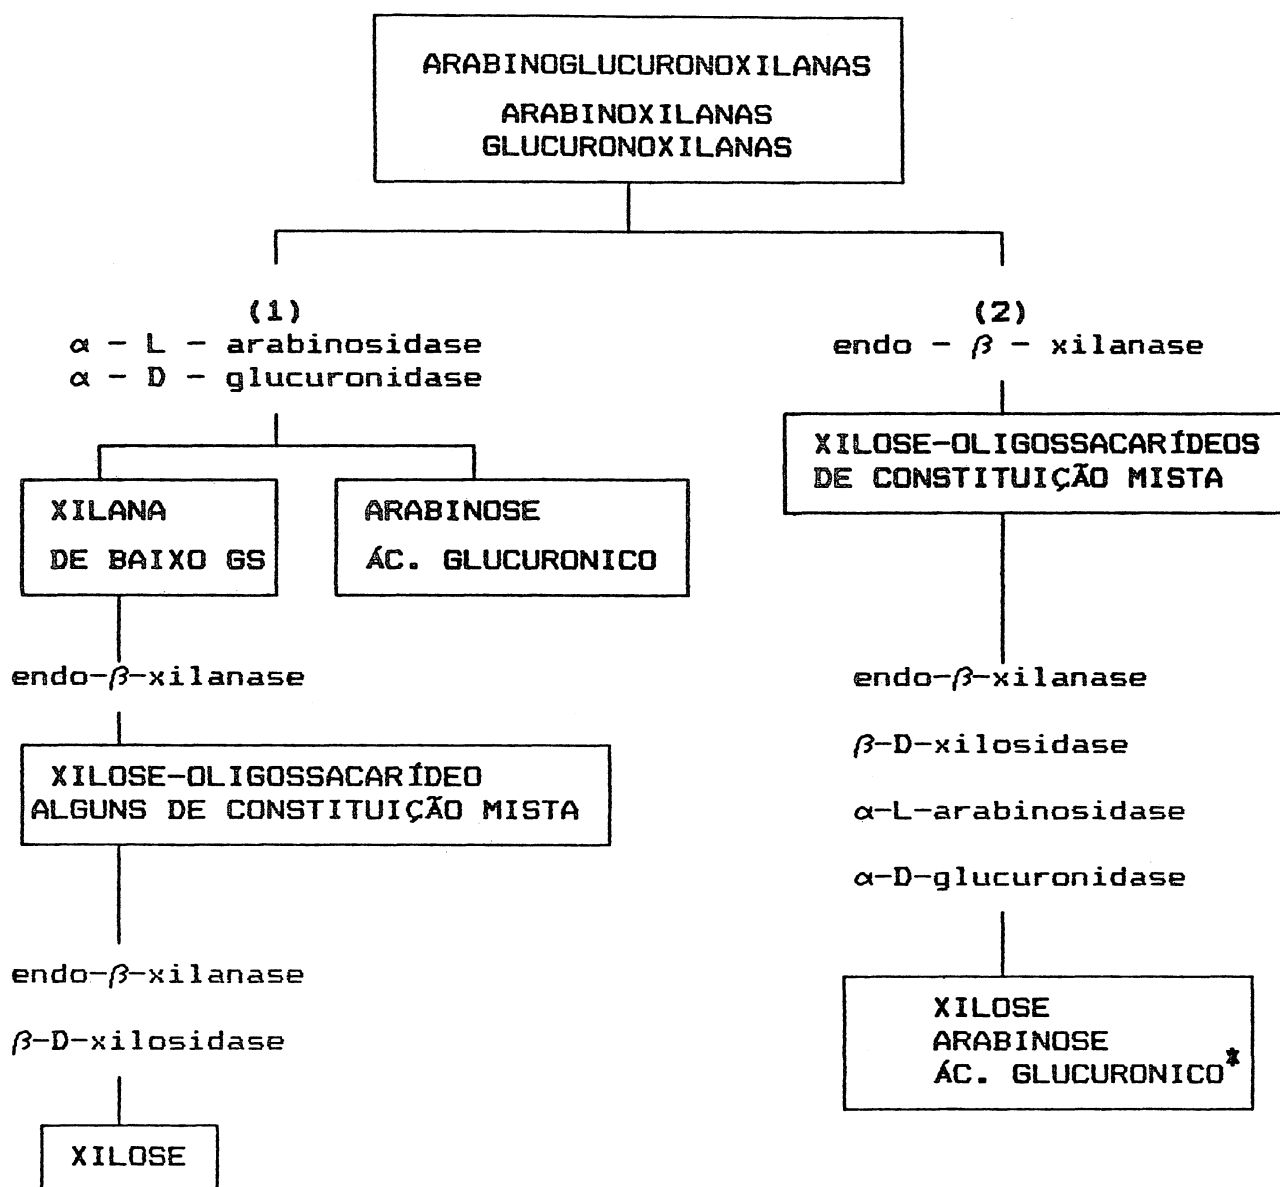 ARABINOGLUCURONOXILANAS
ARABINOXILANAS
GLUCURONOXILANAS
(1)
α - L - arabinosidase
α - D - glucuronidase
XILANA
DE BAIXO GS
ARABINOSE
ÁC. GLUCURONICO
endo-β-xilanase
XILOSE-OLIGOSSACARÍDEO
ALGUNS DE CONSTITUIÇÃO MISTA
endo-β-xilanase
β-D-xilosidase
XILOSE
(2)
endo - β - xilanase
XILOSE-OLIGOSSACARÍDEOS
DE CONSTITUIÇÃO MISTA
endo-β-xilanase
β-D-xilosidase
α-L-arabinosidase
α-D-glucuronidase
XILOSE
ARABINOSE
ÁC. GLUCURONICO*